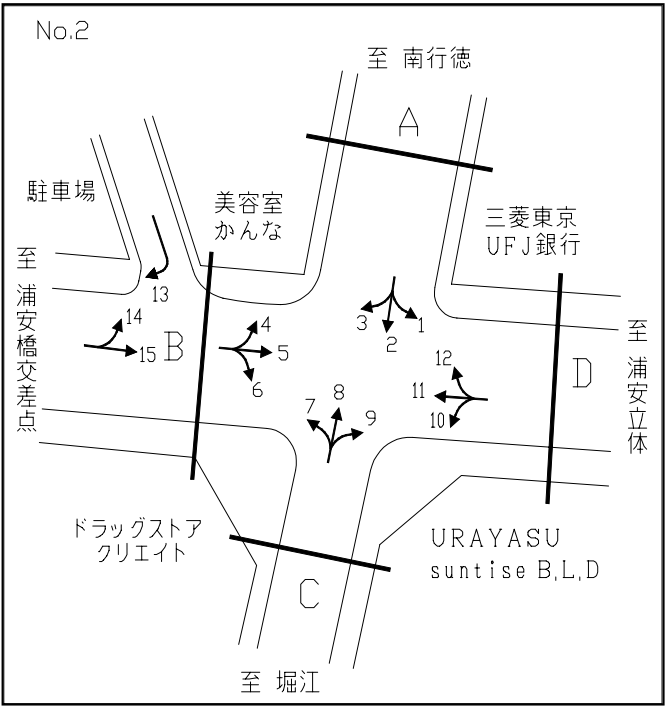 No.2
至 南行徳
A
駐車場
美容室
かんな
三菱東京
UFJ銀行
至 浦安橋交差点
13
14
15
B
4
5
6
3
2
1
12
11
10
D
至 浦安立体
7
8
9
ドラッグストア
クリエイト
URAYASU
suntise B,L,D
C
至 堀江